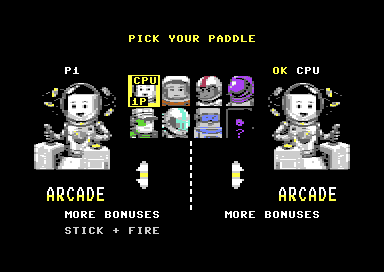 PICK YOUR PADDLE
P1
OK CPU
CPU
1P
?
ARCADE
ARCADE
MORE BONUSES
MORE BONUSES
STICK + FIRE